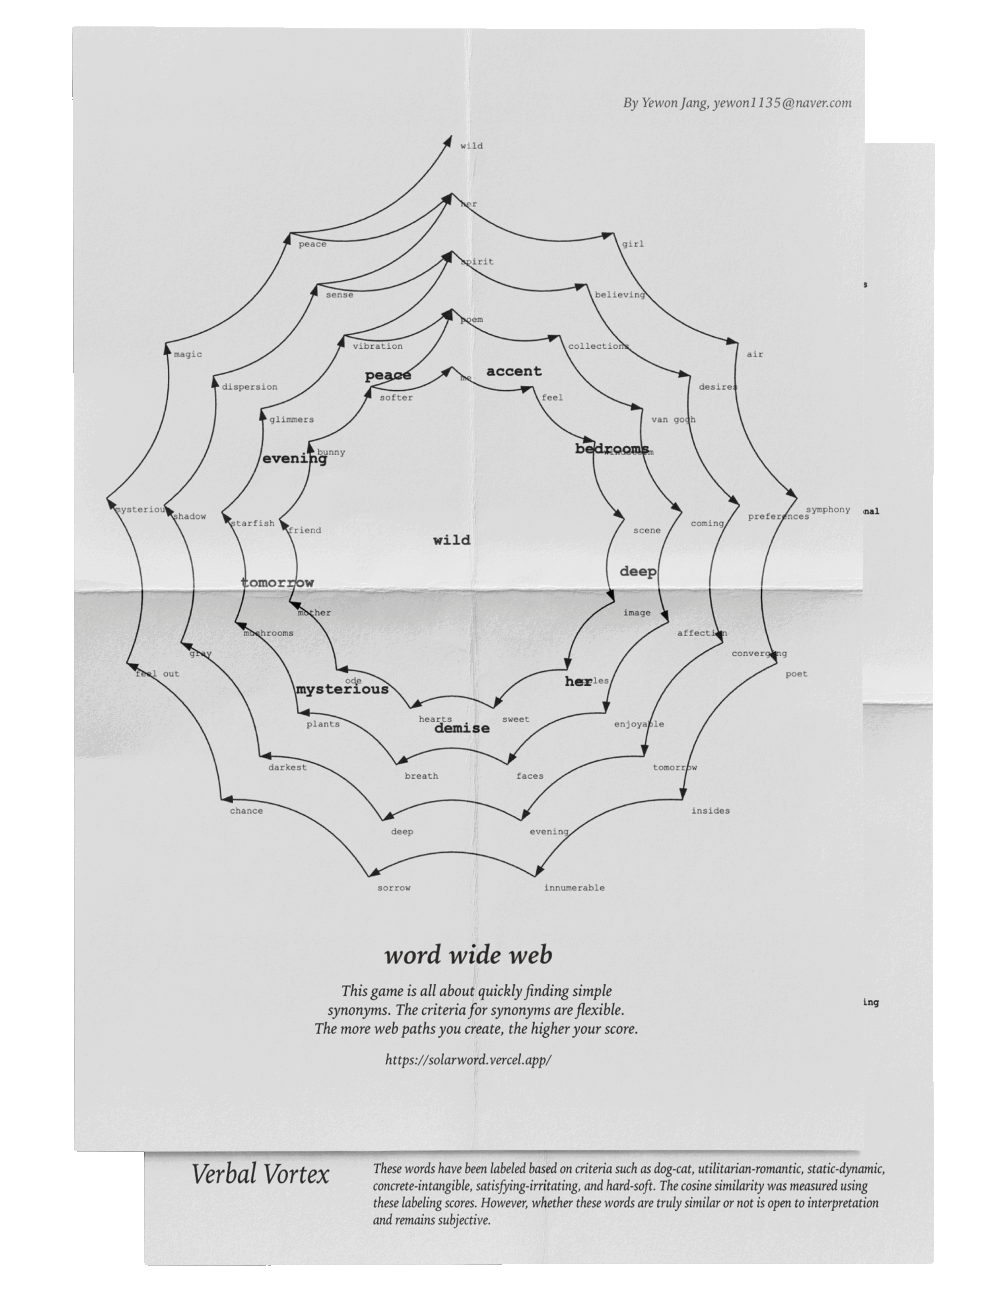 By Yewon Jang, yewon1135@naver.com
wild
her
peace
girl
spirit
sense
believing
poem
vibration
collections
magic
air
peace
accent
me
dispersion
desires
softer
feel
glimmers
van gogh
bunny
bedrooms
evening
mysterious
shadow
starfish
friend
scene
coming
preferences
symphony
nal
wild
deep
tomorrow
mother
image
mushrooms
affection
gray
converging
feel out
poet
ode
mysterious
her
plants
hearts
sweet
enjoyable
demise
darkest
breath
faces
tomorrow
chance
deep
evening
insides
sorrow
innumerable
word wide web
This game is all about quickly finding simple
synonyms. The criteria for synonyms are flexible.
The more web paths you create, the higher your score.
ing
https://solarword.vercel.app/
Verbal Vortex
These words have been labeled based on criteria such as dog-cat, utilitarian-romantic, static-dynamic,
concrete-intangible, satisfying-irritating, and hard-soft. The cosine similarity was measured using
these labeling scores. However, whether these words are truly similar or not is open to interpretation
and remains subjective.